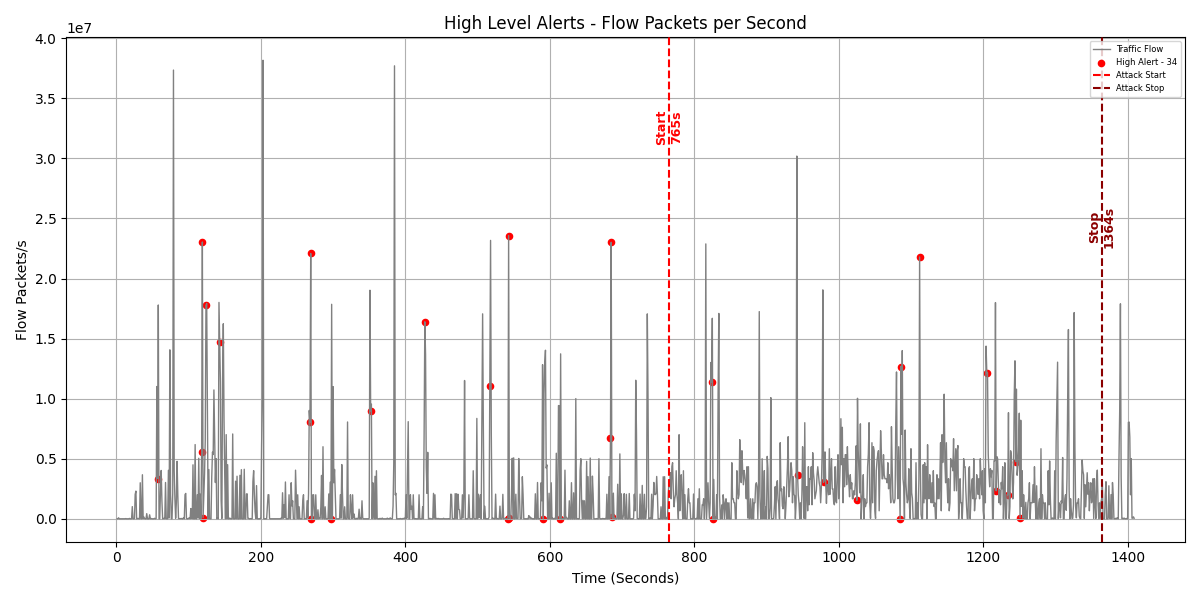 High Level Alerts - Flow Packets per Second
1e7
4.0
3.5
3.0
2.5
2.0
1.5
1.0
0.5
0.0
Flow Packets/s
Traffic Flow
High Alert - 34
Attack Start
Attack Stop
Start
765s
Stop
1364s
0 200 400 600 800 1000 1200 1400
Time (Seconds)